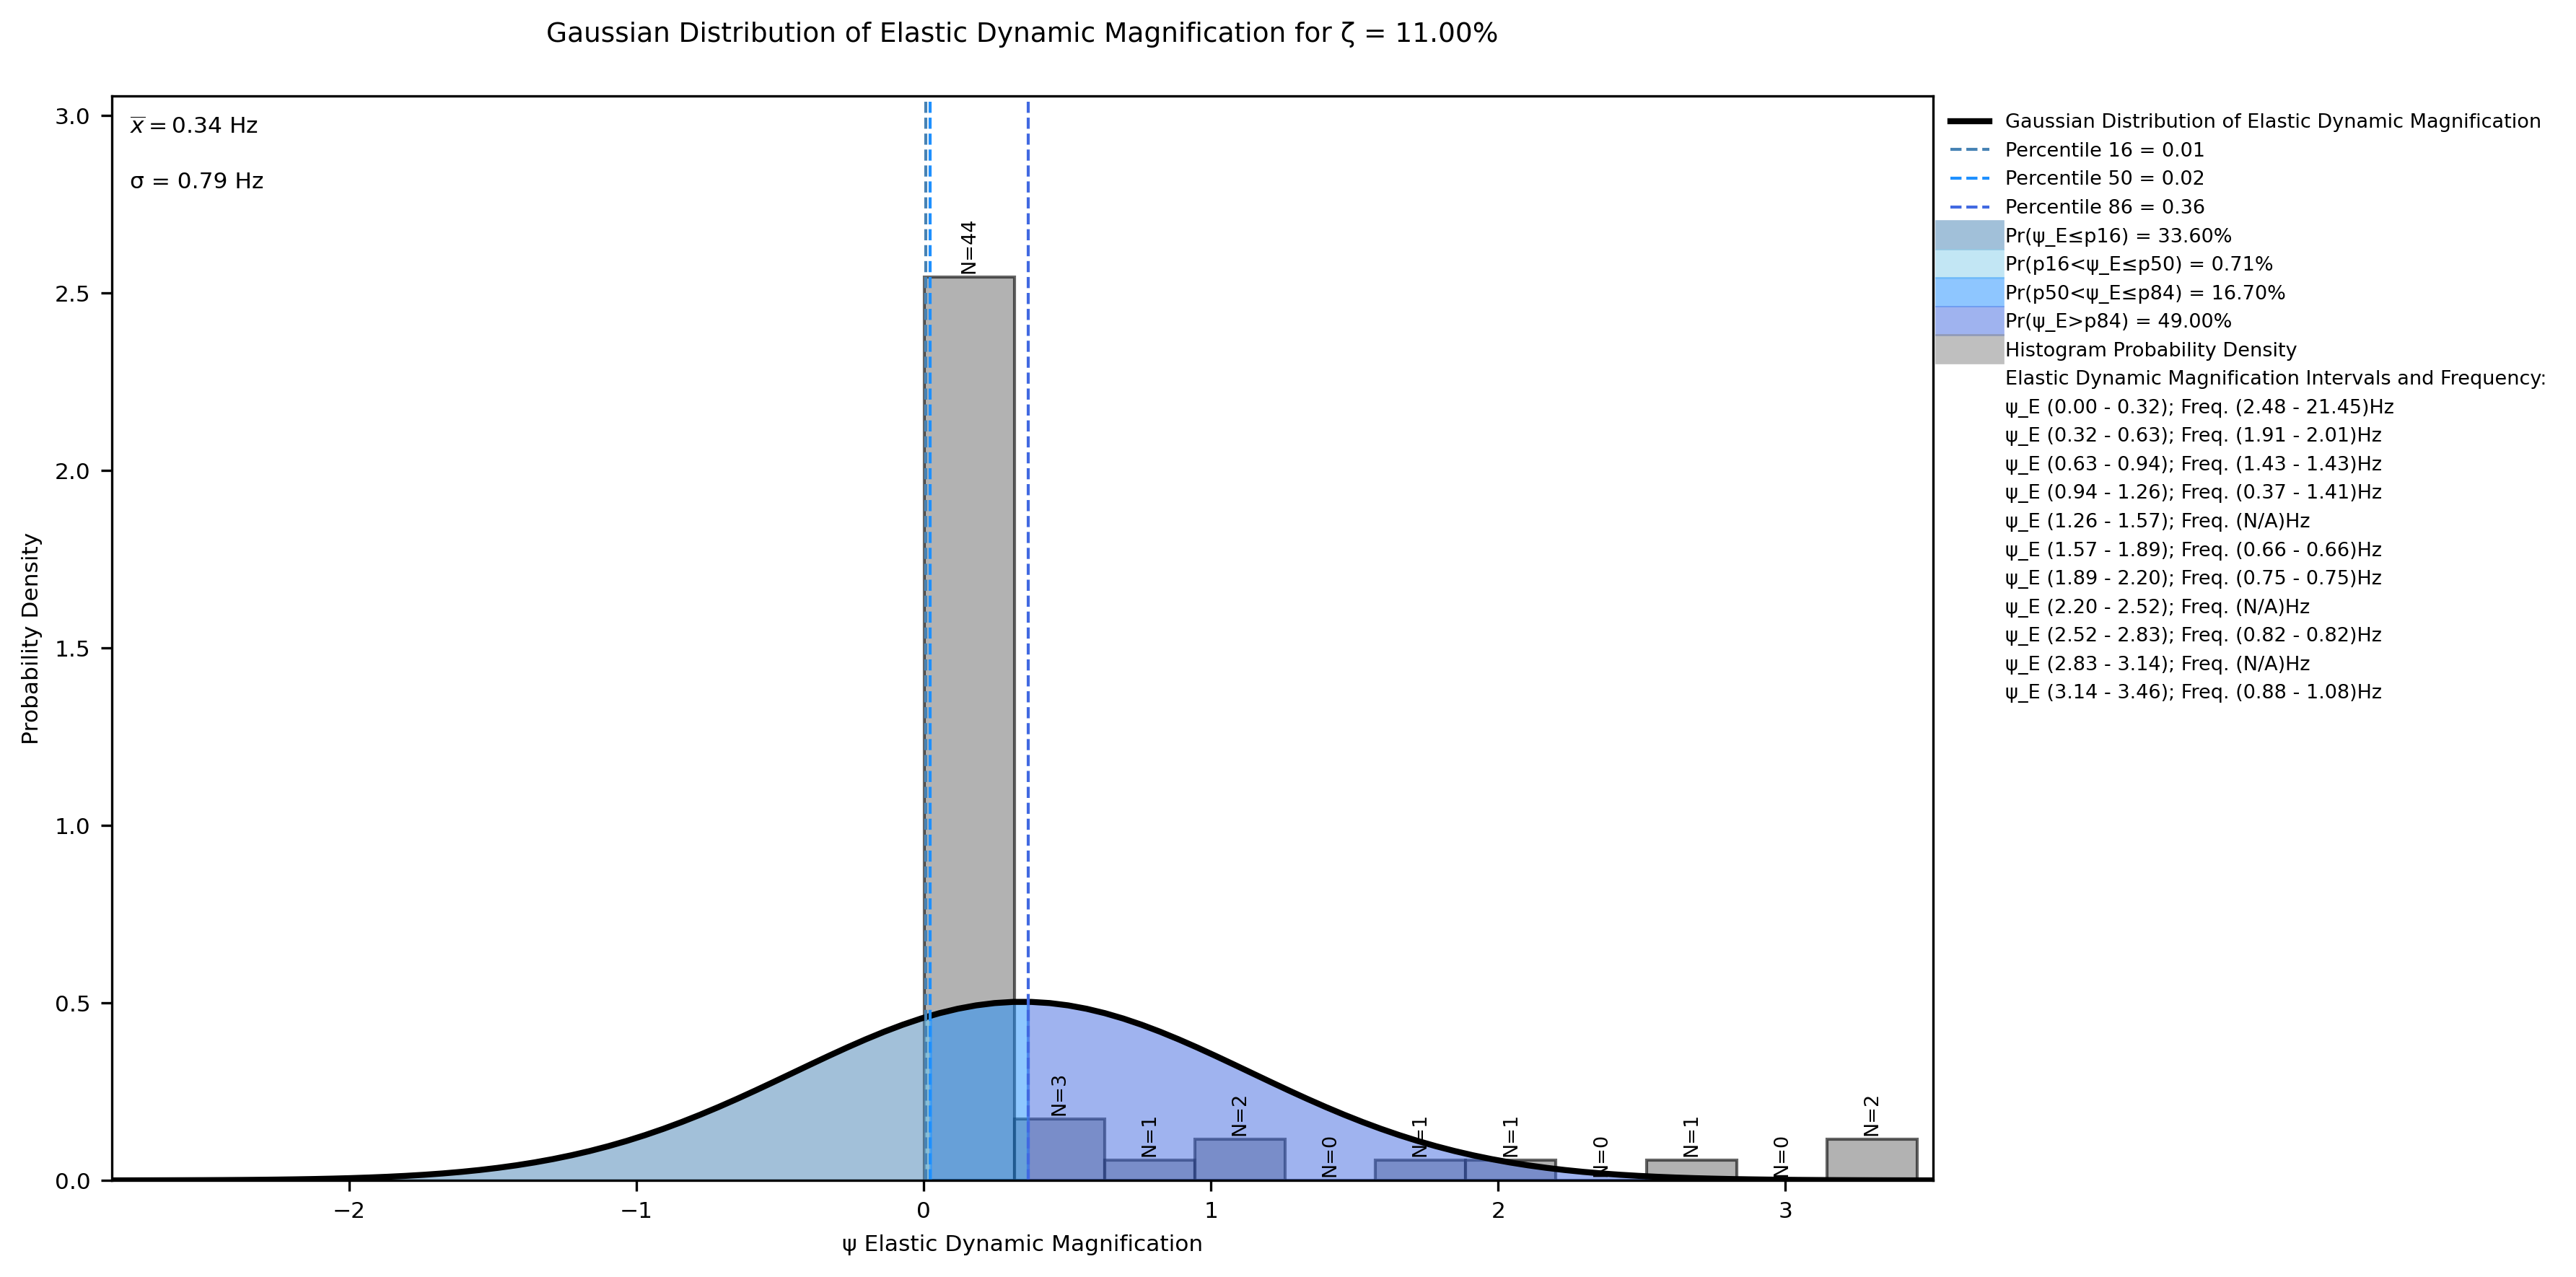 Gaussian Distribution of Elastic Dynamic Magnification for ζ = 11.00%
x̅ = 0.34 Hz
σ = 0.79 Hz
Probability Density
3.0
2.5
2.0
1.5
1.0
0.5
0.0
N=44
N=3
N=1
N=2
N=0
N=1
N=1
N=0
N=1
N=0
N=2
−2
−1
0
1
2
3
ψ Elastic Dynamic Magnification
Gaussian Distribution of Elastic Dynamic Magnification
Percentile 16 = 0.01
Percentile 50 = 0.02
Percentile 86 = 0.36
Pr(ψ_E≤p16) = 33.60%
Pr(p16<ψ_E≤p50) = 0.71%
Pr(p50<ψ_E≤p84) = 16.70%
Pr(ψ_E>p84) = 49.00%
Histogram Probability Density
Elastic Dynamic Magnification Intervals and Frequency:
ψ_E (0.00 - 0.32); Freq. (2.48 - 21.45)Hz
ψ_E (0.32 - 0.63); Freq. (1.91 - 2.01)Hz
ψ_E (0.63 - 0.94); Freq. (1.43 - 1.43)Hz
ψ_E (0.94 - 1.26); Freq. (0.37 - 1.41)Hz
ψ_E (1.26 - 1.57); Freq. (N/A)Hz
ψ_E (1.57 - 1.89); Freq. (0.66 - 0.66)Hz
ψ_E (1.89 - 2.20); Freq. (0.75 - 0.75)Hz
ψ_E (2.20 - 2.52); Freq. (N/A)Hz
ψ_E (2.52 - 2.83); Freq. (0.82 - 0.82)Hz
ψ_E (2.83 - 3.14); Freq. (N/A)Hz
ψ_E (3.14 - 3.46); Freq. (0.88 - 1.08)Hz